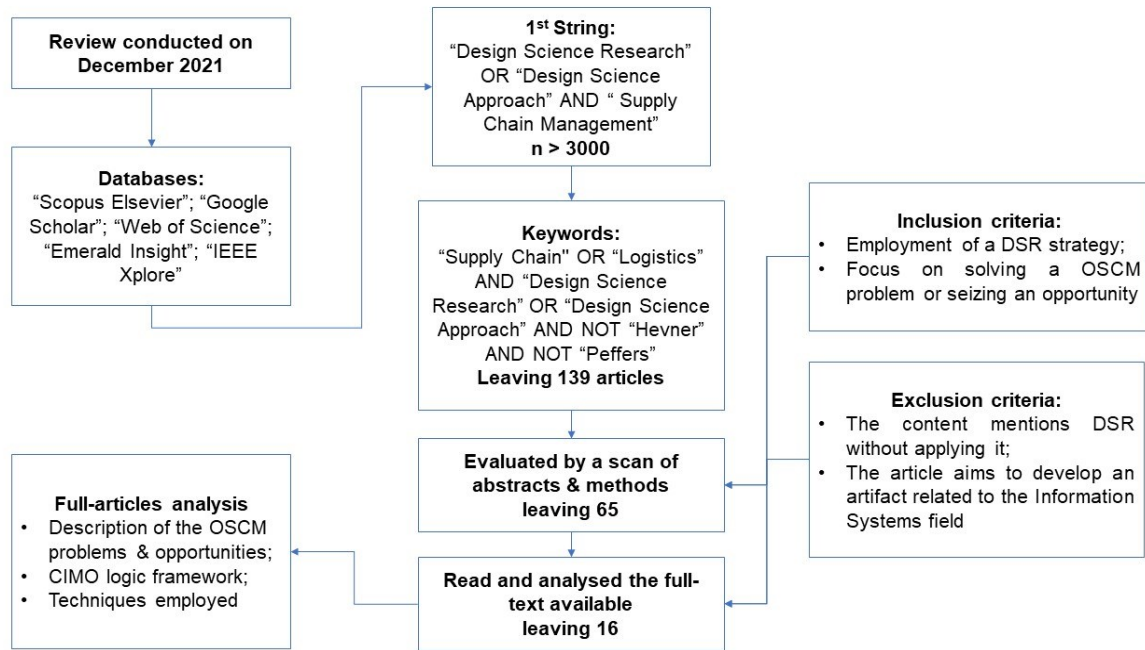 Review conducted on
December 2021
Databases:
“Scopus Elsevier”; “Google
Scholar”; “Web of Science”;
“Emerald Insight”; “IEEE
Xplore”
1st String:
“Design Science Research”
OR “Design Science
Approach” AND “ Supply
Chain Management”
n > 3000
Keywords:
“Supply Chain" OR “Logistics”
AND “Design Science
Research” OR “Design Science
Approach” AND NOT “Hevner”
AND NOT “Peffers”
Leaving 139 articles
Inclusion criteria:
• Employment of a DSR strategy;
• Focus on solving a OSCM
problem or seizing an opportunity
Exclusion criteria:
• The content mentions DSR
without applying it;
• The article aims to develop an
artifact related to the Information
Systems field
Evaluated by a scan of
abstracts & methods
leaving 65
Read and analysed the full-
text available
leaving 16
Full-articles analysis
• Description of the OSCM
problems & opportunities;
• CIMO logic framework;
• Techniques employed